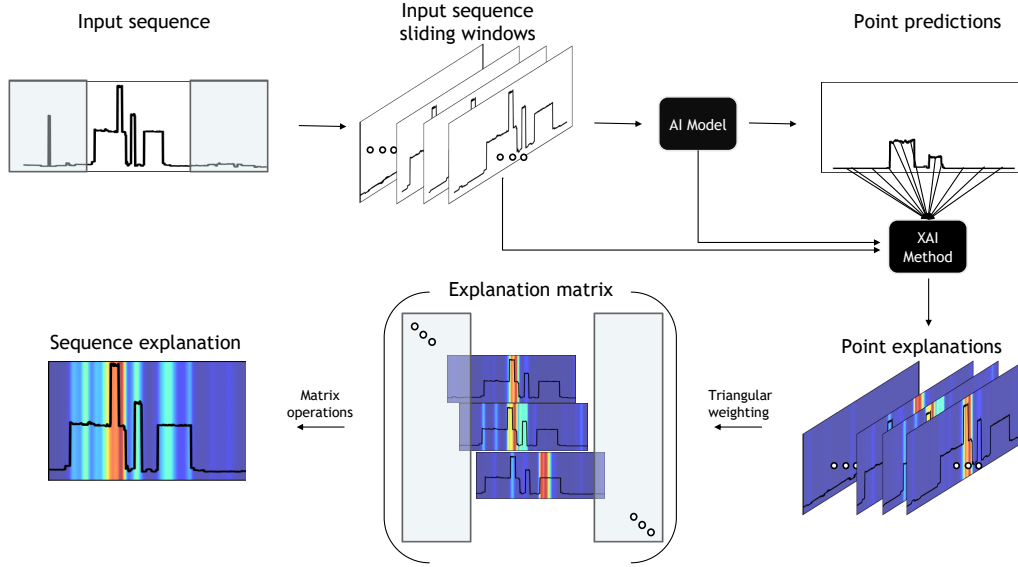 Input sequence
Input sequence
sliding windows
Point predictions
AI Model
XAI
Method
Explanation matrix
Sequence explanation
Point explanations
Matrix
operations
Triangular
weighting